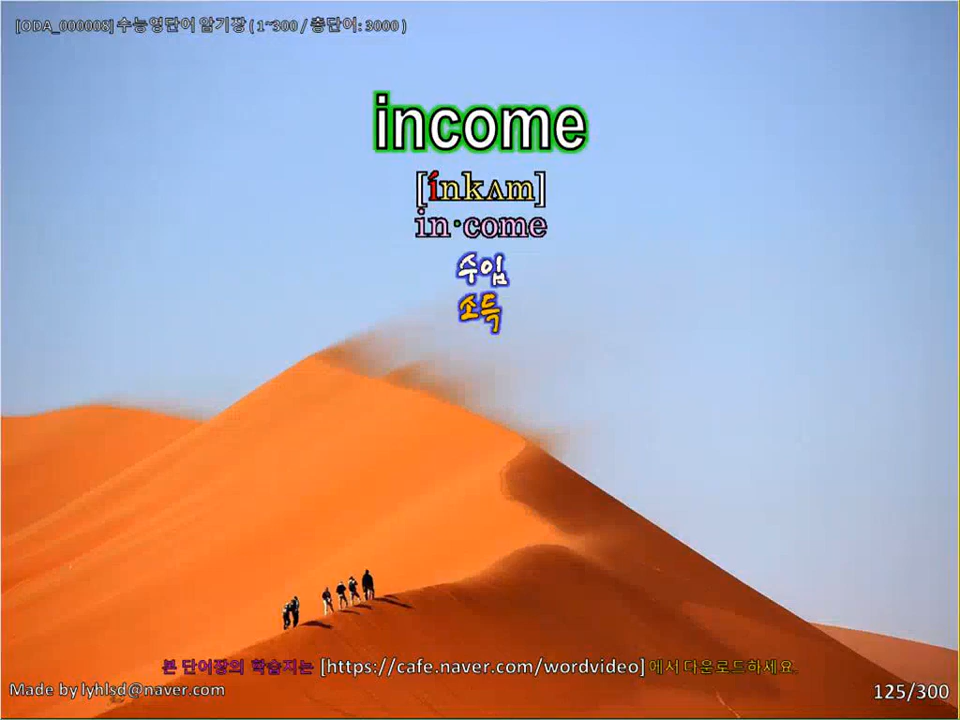 [ODA_000008] 수능영단어 암기장 ( 1~300 / 총단어: 3000 )
income
[ínkʌm]
in·come
수입
소득
본 단어장의 학습지는 [https://cafe.naver.com/wordvideo] 에서 다운로드하세요.
Made by lyhlsd@naver.com
125/300